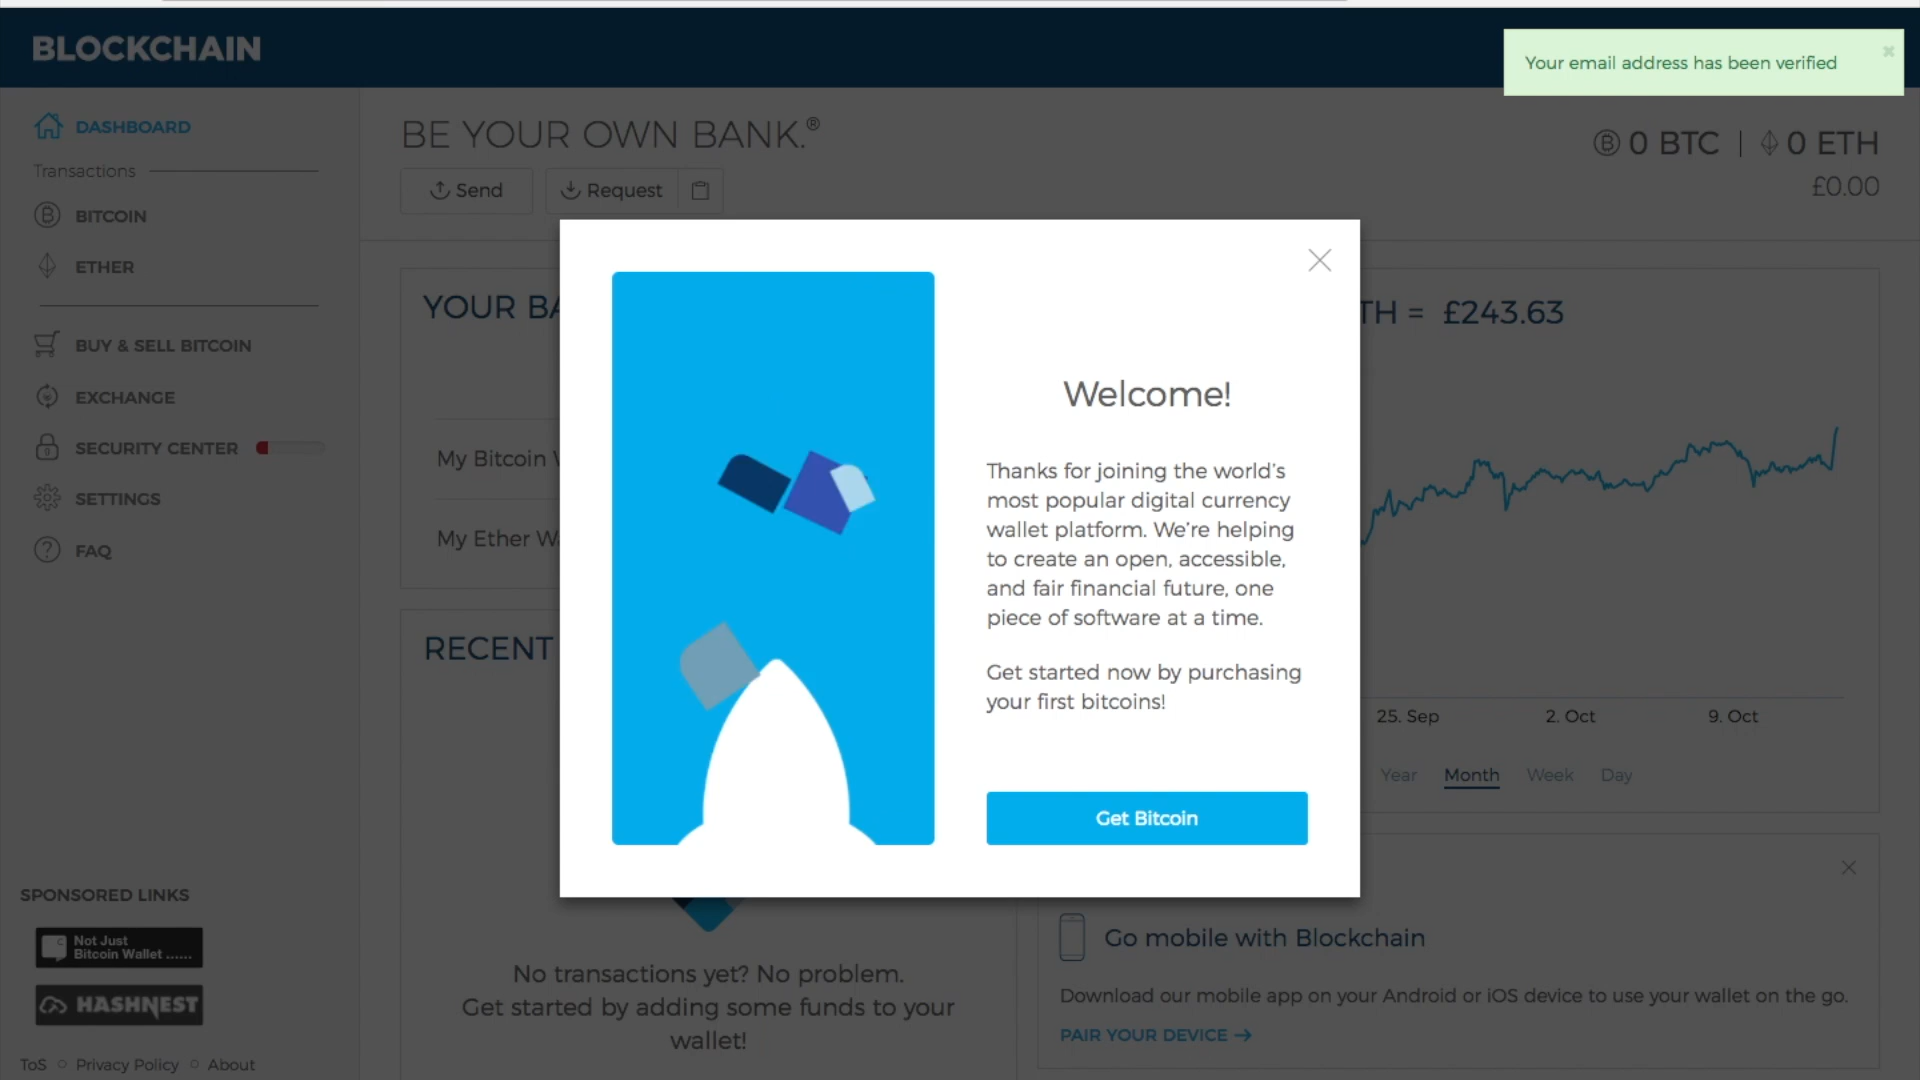 BLOCKCHAIN
Your email address has been verified
DASHBOARD
Transactions
BITCOIN
ETHER
BUY & SELL BITCOIN
EXCHANGE
SECURITY CENTER
SETTINGS
FAQ
SPONSORED LINKS
Not Just
Bitcoin Wallet ......
HASHNEST
ToS Privacy Policy About
BE YOUR OWN BANK.®
0 BTC | 0 ETH
£0.00
Send
Request
YOUR
My Bitcoin
My Ether
RECENT
TH = £243.63
Welcome!
Thanks for joining the world's
most popular digital currency
wallet platform. We're helping
to create an open, accessible,
and fair financial future, one
piece of software at a time.
Get started now by purchasing
your first bitcoins!
Get Bitcoin
25. Sep 2. Oct 9. Oct
Year Month Week Day
No transactions yet? No problem.
Get started by adding some funds to your
wallet!
Go mobile with Blockchain
Download our mobile app on your Android or iOS device to use your wallet on the go.
PAIR YOUR DEVICE →